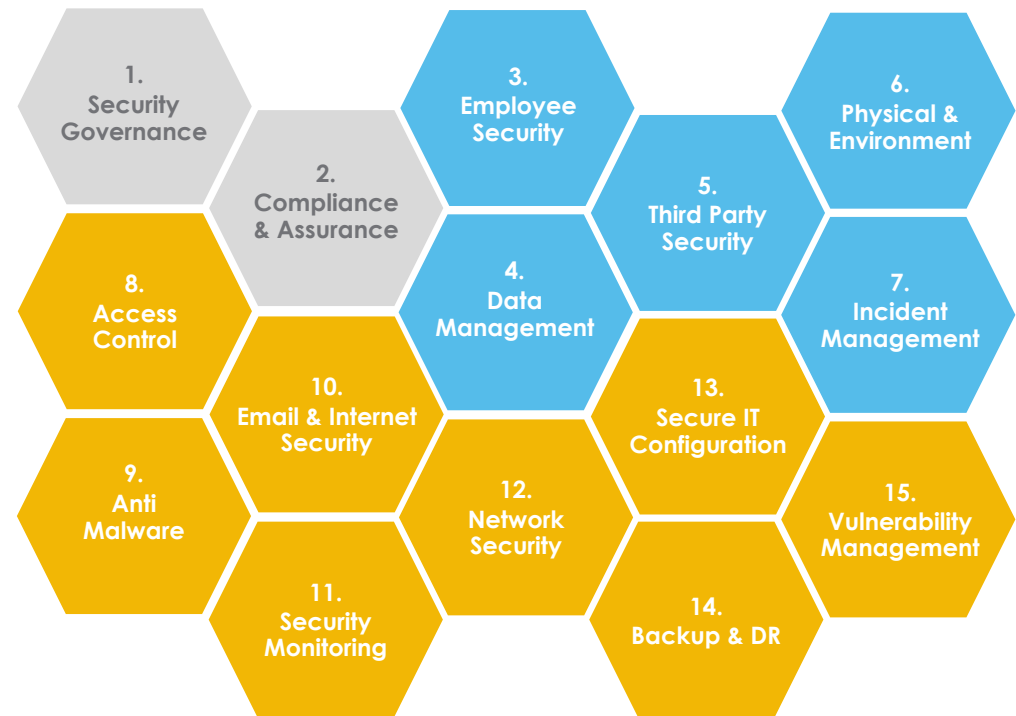 1.
Security
Governance
2.
Compliance
& Assurance
3.
Employee
Security
4.
Data
Management
5.
Third Party
Security
6.
Physical &
Environment
7.
Incident
Management
8.
Access
Control
9.
Anti
Malware
10.
Email & Internet
Security
11.
Security
Monitoring
12.
Network
Security
13.
Secure IT
Configuration
14.
Backup & DR
15.
Vulnerability
Management